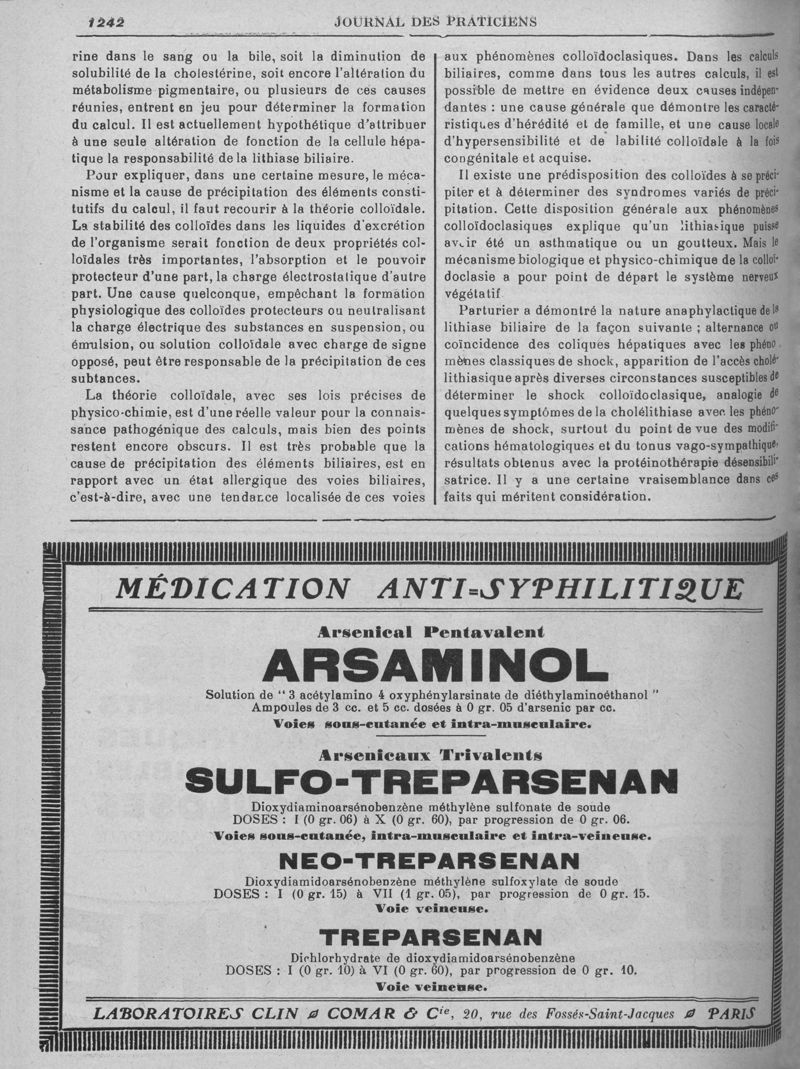 1242
JOURNAL DES PRATICIENS
rine dans le sang ou la bile, soit la diminution de
solubilité de la cholestérine, soit encore l'altération du
métabolisme pigmentaire, ou plusieurs de ces causes
réunies, entrent en jeu pour déterminer la formation
du calcul. Il est actuellement hypothétique d'attribuer
à une seule altération de fonction de la cellule hépa-
tique la responsabilité de la lithiase biliaire.
Pour expliquer, dans une certaine mesure, le méca-
nisme et la cause de précipitation des éléments consti-
tutifs du calcul, il faut recourir à la théorie colloïdale.
La stabilité des colloïdes dans les liquides d'excrétion
de l'organisme serait fonction de deux propriétés col-
loïdales très importantes, l'absorption et le pouvoir
protecteur d'une part, la charge électrostatique d'autre
part. Une cause quelconque, empêchant la formation
physiologique des colloïdes protecteurs ou neutralisant
la charge électrique des substances en suspension, ou
émulsion, ou solution colloïdale avec charge de signe
opposé, peut être responsable de la précipitation de ces
subtances.
La théorie colloïdale, avec ses lois précises de
physico-chimie, est d'une réelle valeur pour la connais-
sance pathogénique des calculs, mais bien des points
restent encore obscurs. Il est très probable que la
cause de précipitation des éléments biliaires, est en
rapport avec un état allergique des voies biliaires,
c'est-à-dire, avec une tendance localisée de ces voies
aux phénomènes colloïdoclasiques. Dans les calculs
biliaires, comme dans tous les autres calculs, il est
possible de mettre en évidence deux causes indépen-
dantes : une cause générale que démontre les caracté-
ristiques d'hérédité et de famille, et une cause locale
d'hypersensibilité et de labilité colloïdale à la fois
congénitale et acquise.
Il existe une prédisposition des colloïdes à se préci-
piter et à déterminer des syndromes variés de préci-
pitation. Cette disposition générale aux phénomènes
colloïdoclasiques explique qu'un lithiasique puisse
avoir été un asthmatique ou un goutteux. Mais le
mécanisme biologique et physico-chimique de la colloï-
doclasie a pour point de départ le système nerveux
végétatif
Parturier a démontré la nature anaphylactique de la
lithiase biliaire de la façon suivante ; alternance ou
coïncidence des coliques hépatiques avec les phéno-
mènes classiques de shock, apparition de l'accès cholé-
lithiasique après diverses circonstances susceptibles de
déterminer le shock colloïdoclasique, analogie de
quelques symptômes de la cholélithiase avec les phéno-
mènes de shock, surtout du point de vue des modifi-
cations hématologiques et du tonus vago-sympathique,
résultats obtenus avec la protéinothérapie désensibili-
satrice. Il y a une certaine vraisemblance dans ces
faits qui méritent considération.
MÉDICATION ANTI=SYPHILITIQUE
Arsenical Pentavalent
ARSAMINOL
Solution de "3 acétylamino 4 oxyphénylarsinate de diéthylaminoéthanol"
Ampoules de 3 cc. et 5 cc. dosées à 0 gr. 05 d'arsenic par cc.
Voies sous-cutanée et intra-musculaire.
Arsenicaux Trivalents
SULFO-TREPARSENAN
Dioxydiaminoarsénobenzène méthylène sulfonate de soude
DOSES : I (0 gr. 06) à X (0 gr. 60), par progression de 0 gr. 06.
Voies sous-cutanée, intra-musculaire et intra-veineuse.
NEO-TREPARSENAN
Dioxydiamidoarsénobenzène méthylène sulfoxylate de soude
DOSES : I (0 gr. 15) à VII (1 gr. 05), par progression de 0 gr. 15.
Voie veineuse.
TREPARSENAN
Dichlorhydrate de dioxydiamidoarsénobenzène
DOSES : I (0 gr. 10) à VI (0 gr. 60), par progression de 0 gr. 10.
Voie veineuse.
LABORATOIRES CLIN COMAR & Cie, 20, rue des Fossés-Saint-Jacques PARIS